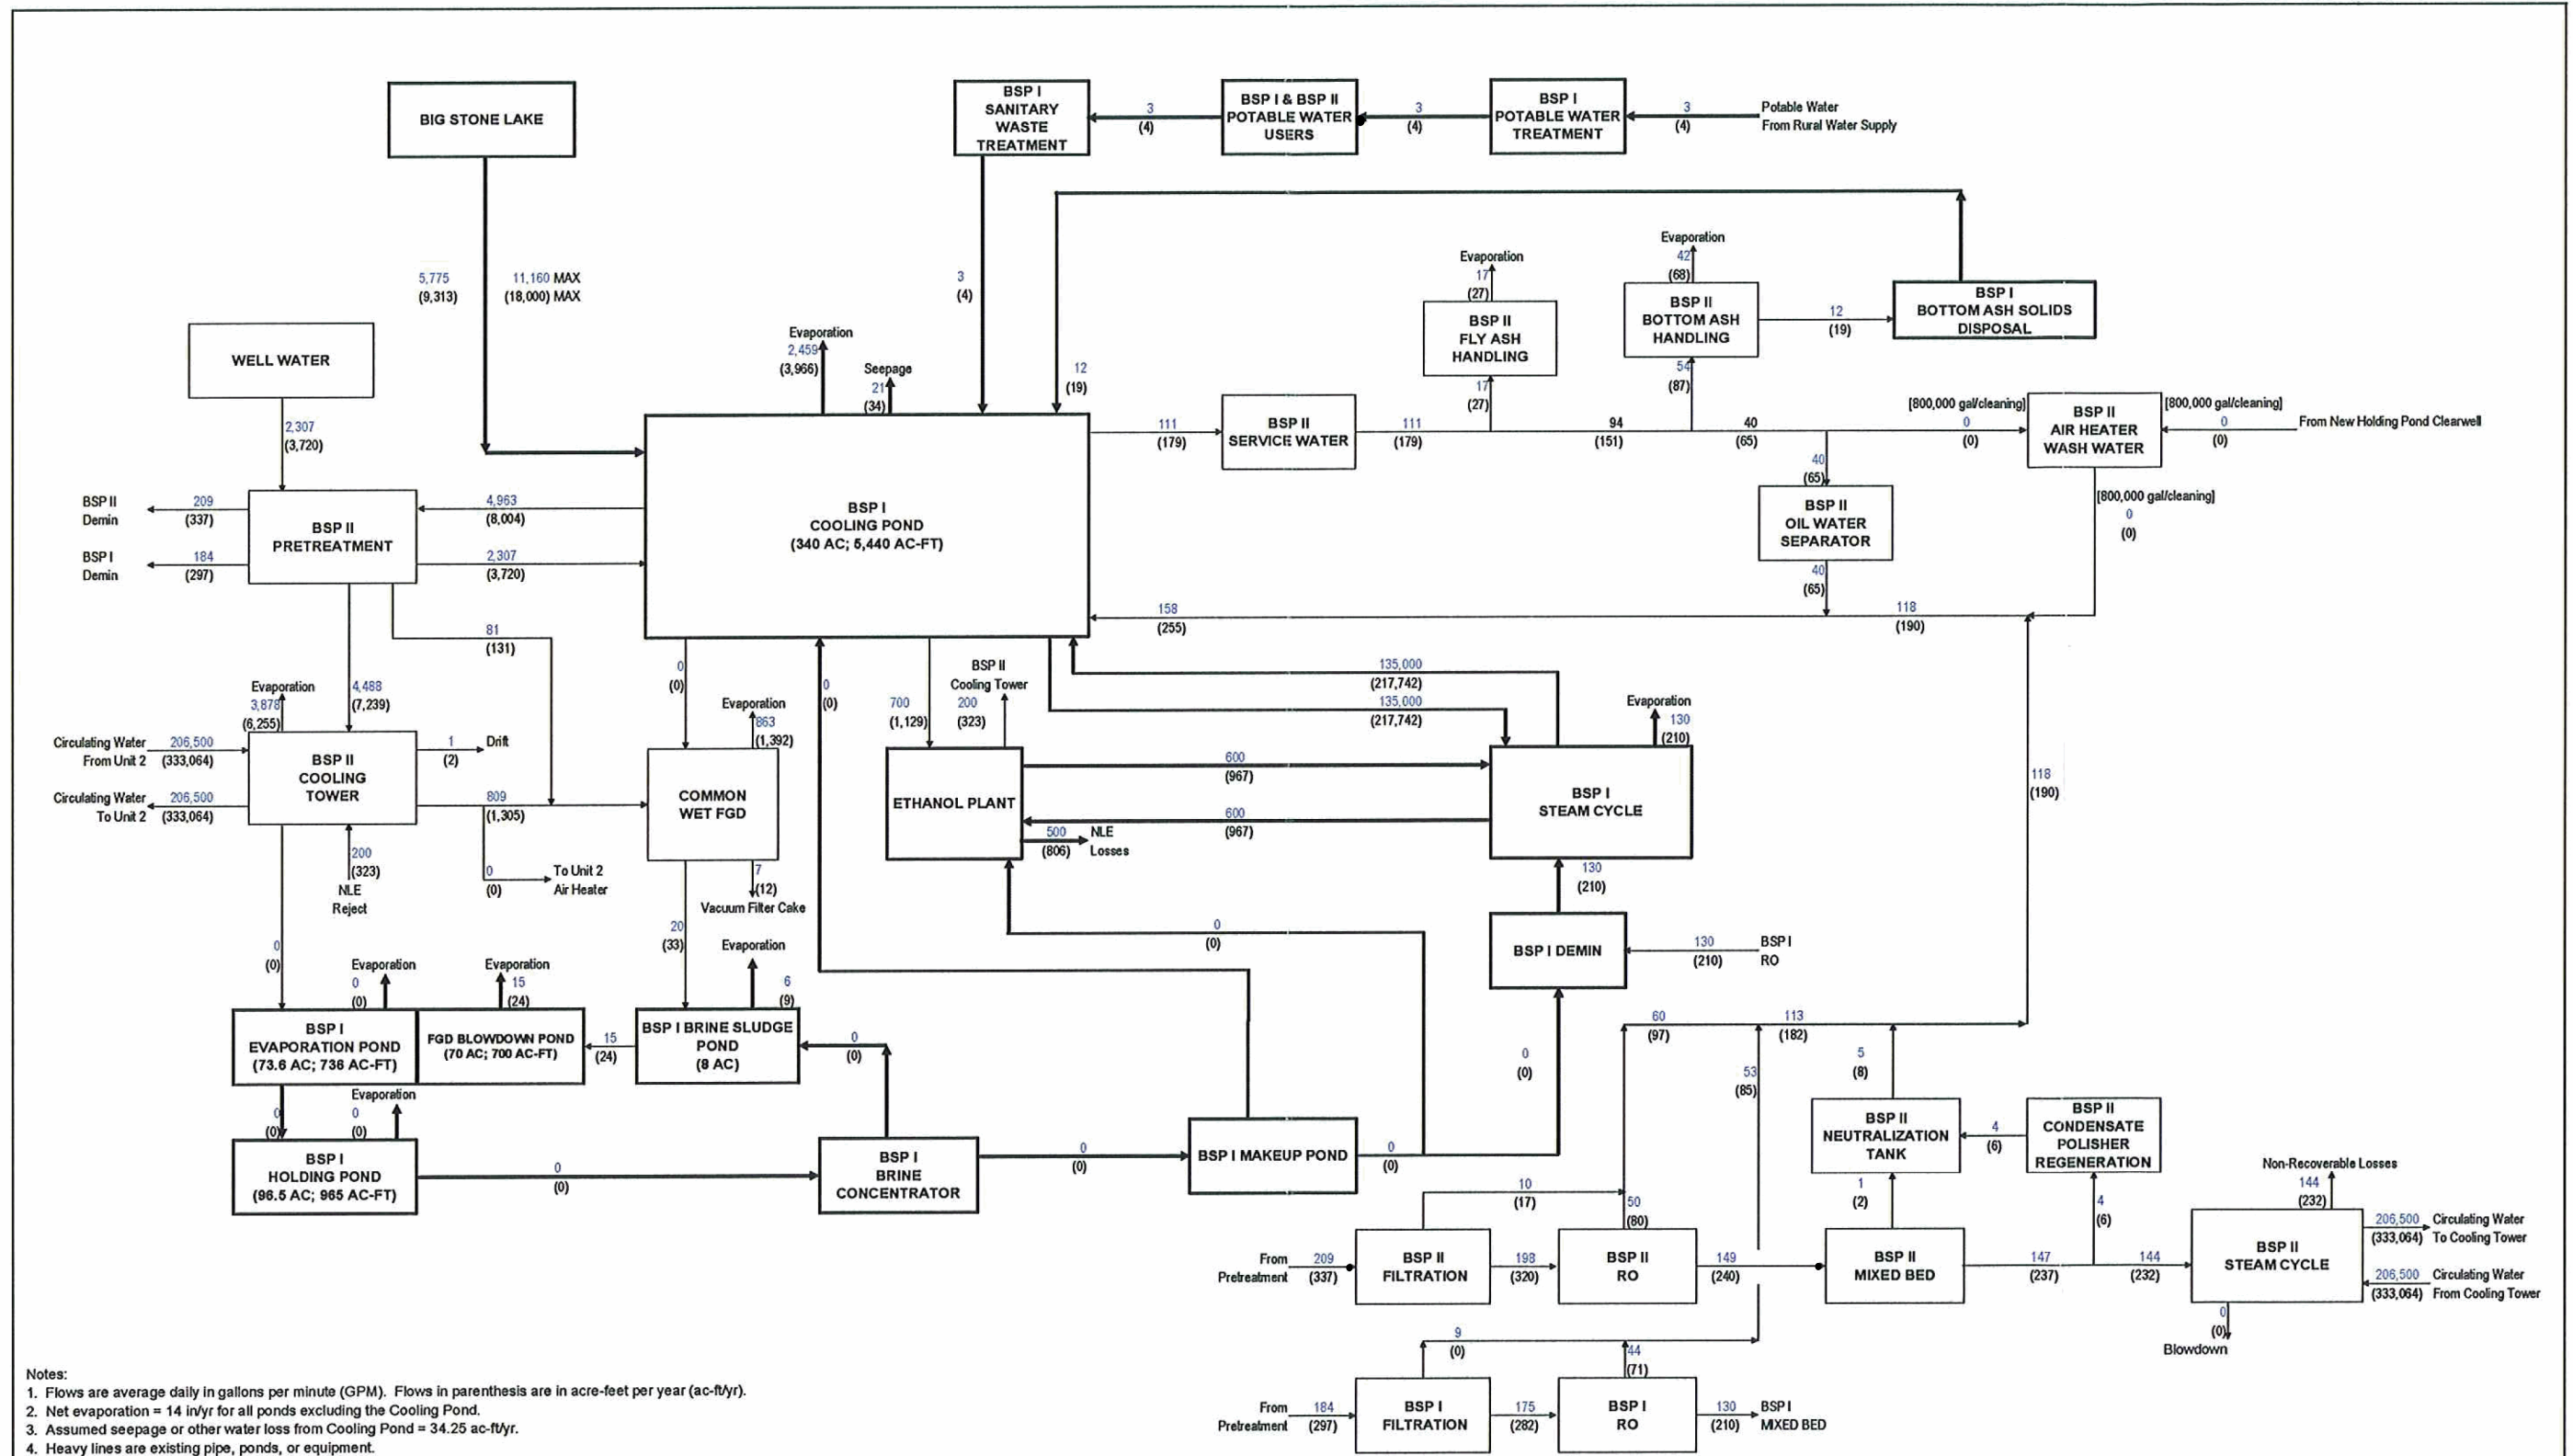 BIG STONE LAKE
BSP I
SANITARY
WASTE
TREATMENT
3
(4)
BSP I & BSP II
POTABLE WATER
USERS
3
(4)
BSP I
POTABLE WATER
TREATMENT
3
(4)
Potable Water
From Rural Water Supply
5,775
(9,313)
11,160 MAX
(18,000) MAX
3
(4)
12
(19)
Evaporation
17
(27)
BSP II
FLY ASH
HANDLING
17
(27)
Evaporation
42
(68)
BSP II
BOTTOM ASH
HANDLING
54
(87)
12
(19)
BSP I
BOTTOM ASH SOLIDS
DISPOSAL
WELL WATER
2,307
(3,720)
Evaporation
2,459
(3,966)
Seepage
21
(34)
BSP I
COOLING POND
(340 AC; 5,440 AC-FT)
111
(179)
BSP II
SERVICE WATER
111
(179)
94
(151)
40
(65)
[800,000 gal/cleaning]
0
(0)
BSP II
AIR HEATER
WASH WATER
[800,000 gal/cleaning]
0
(0)
From New Holding Pond Clearwell
40
(65)
BSP II
OIL WATER
SEPARATOR
40
(65)
[800,000 gal/cleaning]
0
(0)
158
(255)
118
(190)
BSP II
Demin
209
(337)
BSP I
Demin
184
(297)
BSP II
PRETREATMENT
4,963
(8,004)
2,307
(3,720)
81
(131)
4,488
(7,239)
Evaporation
3,878
(6,255)
Circulating Water
From Unit 2
206,500
(333,064)
Circulating Water
To Unit 2
206,500
(333,064)
BSP II
COOLING
TOWER
1
(2)
Drift
809
(1,305)
0
(0)
To Unit 2
Air Heater
200
(323)
NLE
Reject
0
(0)
0
(0)
Evaporation
863
(1,392)
COMMON
WET FGD
7
(12)
Vacuum Filter Cake
20
(33)
0
(0)
700
(1,129)
BSP II
Cooling Tower
200
(323)
ETHANOL PLANT
600
(967)
600
(967)
500
(806)
NLE
Losses
135,000
(217,742)
135,000
(217,742)
Evaporation
130
(210)
BSP I
STEAM CYCLE
130
(210)
BSP I DEMIN
130
(210)
BSP I
RO
118
(190)
0
(0)
Evaporation
0
(0)
Evaporation
15
(24)
Evaporation
6
(9)
BSP I
EVAPORATION POND
(73.6 AC; 736 AC-FT)
FGD BLOWDOWN POND
(70 AC; 700 AC-FT)
15
(24)
BSP I BRINE SLUDGE
POND
(8 AC)
0
(0)
0
(0)
Evaporation
0
(0)
BSP I
HOLDING POND
(96.5 AC; 965 AC-FT)
0
(0)
BSP I
BRINE
CONCENTRATOR
0
(0)
BSP I MAKEUP POND
0
(0)
0
(0)
60
(97)
113
(182)
53
(85)
5
(8)
BSP II
NEUTRALIZATION
TANK
4
(6)
BSP II
CONDENSATE
POLISHER
REGENERATION
1
(2)
4
(6)
10
(17)
50
(80)
From
Pretreatment
209
(337)
BSP II
FILTRATION
198
(320)
BSP II
RO
149
(240)
BSP II
MIXED BED
147
(237)
144
(232)
Non-Recoverable Losses
144
(232)
BSP II
STEAM CYCLE
206,500
(333,064)
Circulating Water
To Cooling Tower
206,500
(333,064)
Circulating Water
From Cooling Tower
0
(0)
Blowdown
9
(0)
44
(71)
From
Pretreatment
184
(297)
BSP I
FILTRATION
175
(282)
BSP I
RO
130
(210)
BSP I
MIXED BED
Notes:
1. Flows are average daily in gallons per minute (GPM). Flows in parenthesis are in acre-feet per year (ac-ft/yr).
2. Net evaporation = 14 in/yr for all ponds excluding the Cooling Pond.
3. Assumed seepage or other water loss from Cooling Pond = 34.25 ac-ft/yr.
4. Heavy lines are existing pipe, ponds, or equipment.